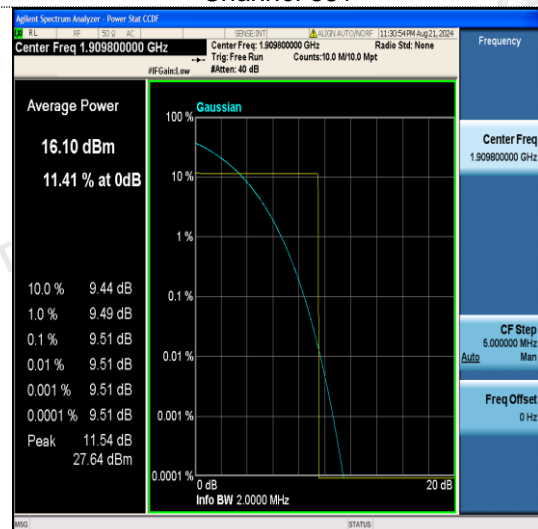 Agilent Spectrum Analyzer - Power Stat CCDF
RL RF 50 Ω AC SENSE:INT ALIGN AUTO/NORF 11:30:54 PM Aug 21, 2024
Center Freq 1.909800000 GHz
Center Freq: 1.909800000 GHz Radio Std: None
Trig: Free Run Counts:10.0 M/10.0 Mpt
#IFGain:Low #Atten: 40 dB
Frequency
Average Power
16.10 dBm
11.41 % at 0dB
10.0 % 9.44 dB
1.0 % 9.49 dB
0.1 % 9.51 dB
0.01 % 9.51 dB
0.001 % 9.51 dB
0.0001 % 9.51 dB
Peak 11.54 dB
27.64 dBm
Gaussian
100 %
10 %
1 %
0.1 %
0.01 %
0.001 %
0.0001 %
0 dB 20 dB
Info BW 2.0000 MHz
Center Freq
1.909800000 GHz
CF Step
5.000000 MHz
Auto Man
Freq Offset
0 Hz
MSG STATUS